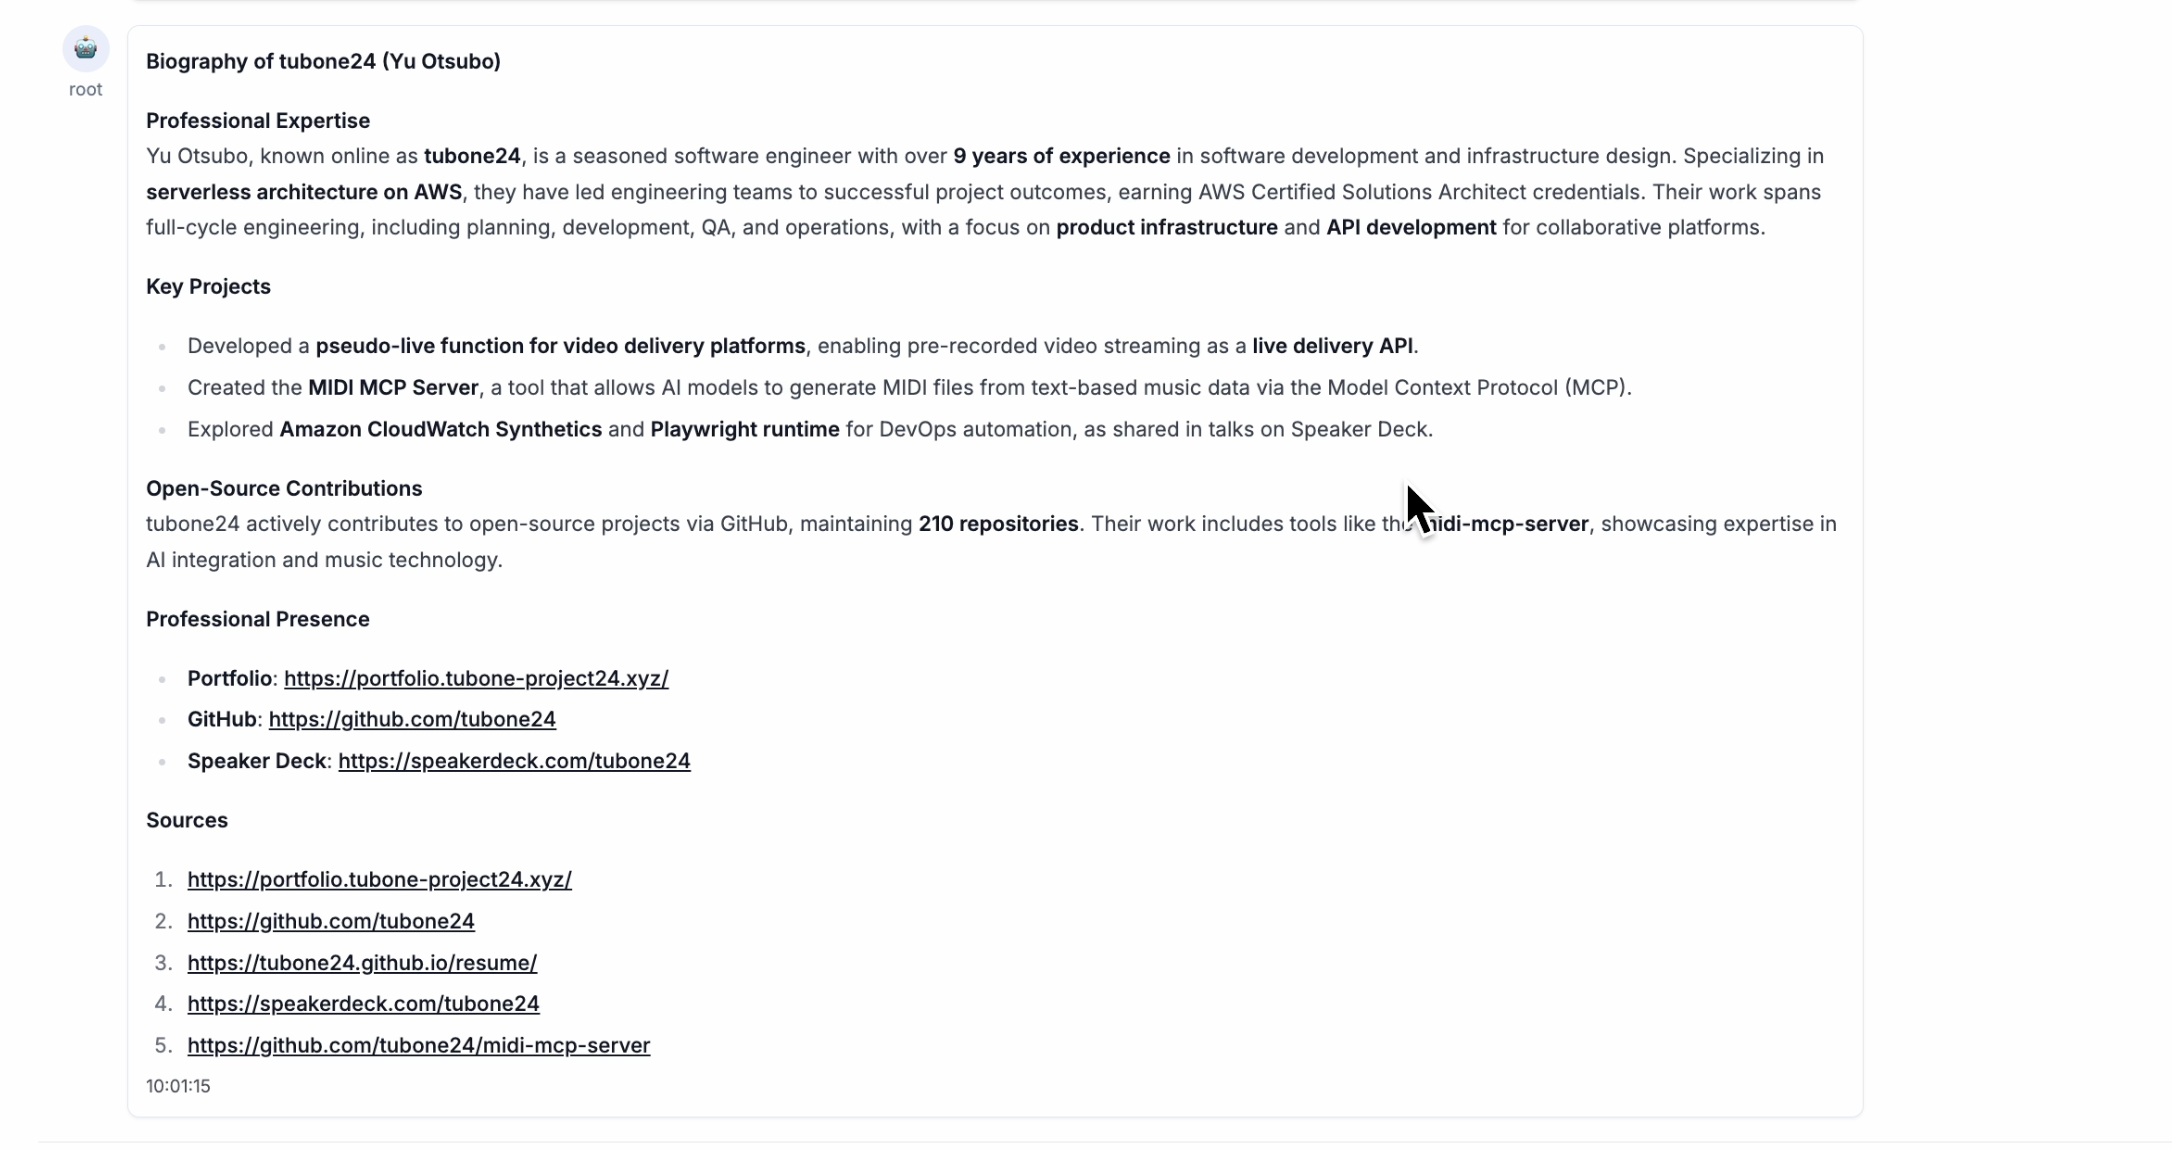 root
Biography of tubone24 (Yu Otsubo)
Professional Expertise
Yu Otsubo, known online as tubone24, is a seasoned software engineer with over 9 years of experience in software development and infrastructure design. Specializing in
serverless architecture on AWS, they have led engineering teams to successful project outcomes, earning AWS Certified Solutions Architect credentials. Their work spans
full-cycle engineering, including planning, development, QA, and operations, with a focus on product infrastructure and API development for collaborative platforms.
Key Projects
Developed a pseudo-live function for video delivery platforms, enabling pre-recorded video streaming as a live delivery API.
Created the MIDI MCP Server, a tool that allows AI models to generate MIDI files from text-based music data via the Model Context Protocol (MCP).
Explored Amazon CloudWatch Synthetics and Playwright runtime for DevOps automation, as shared in talks on Speaker Deck.
Open-Source Contributions
tubone24 actively contributes to open-source projects via GitHub, maintaining 210 repositories. Their work includes tools like the midi-mcp-server, showcasing expertise in
AI integration and music technology.
Professional Presence
Portfolio: https://portfolio.tubone-project24.xyz/
GitHub: https://github.com/tubone24
Speaker Deck: https://speakerdeck.com/tubone24
Sources
1. https://portfolio.tubone-project24.xyz/
2. https://github.com/tubone24
3. https://tubone24.github.io/resume/
4. https://speakerdeck.com/tubone24
5. https://github.com/tubone24/midi-mcp-server
10:01:15